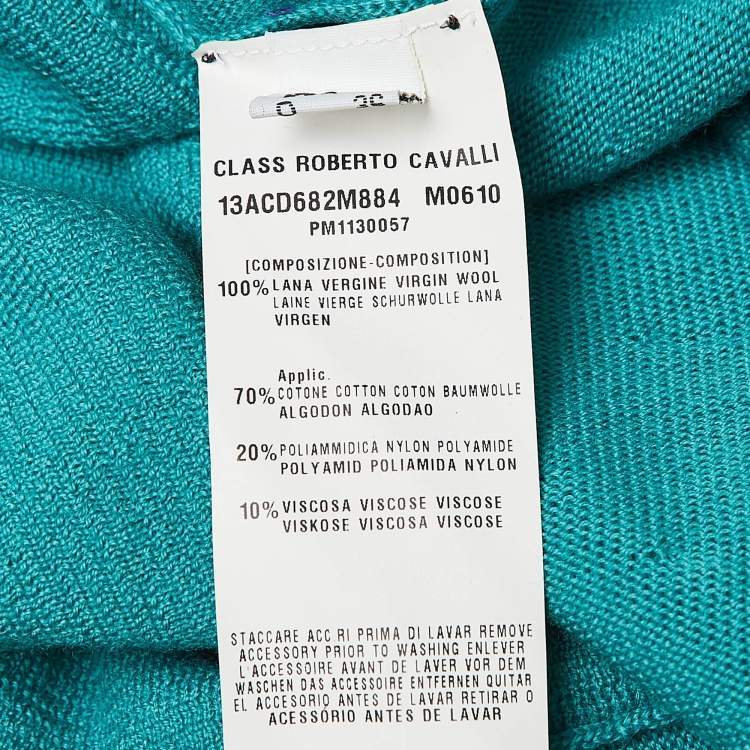 CLASS ROBERTO CAVALLI
13ACD682M884 M0610
PM1130057
[COMPOSIZIONE-COMPOSITION]
100% LANA VERGINE VIRGIN WOOL
LAINE VIERGE SCHURWOLLE LANA
VIRGEN
Applic.
70% COTONE COTTON COTON BAUMWOLLE
ALGODON ALGODAO
20% POLIAMMIDICA NYLON POLYAMIDE
POLYAMID POLIAMIDA NYLON
10% VISCOSA VISCOSE VISCOSE
VISKOSE VISCOSA VISCOSE
STACCARE ACC.RI PRIMA DI LAVAR REMOVE
ACCESSORY PRIOR TO WASHING ENLEVER
L'ACCESSOIRE AVANT DE LAVER VOR DEM
WASCHEN DAS ACCESSOIRE ENTFERNEN QUITAR
EL ACCESORIO ANTES DE LAVAR RETIRAR O
ACESSÓRIO ANTES DE LAVAR